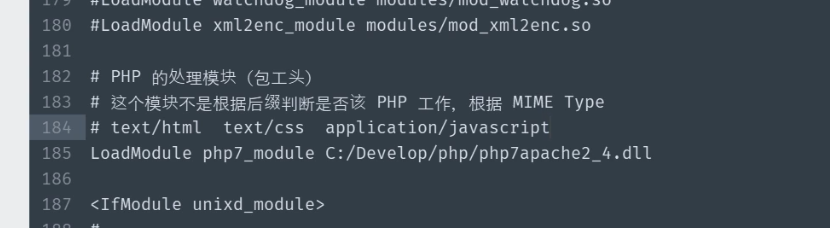 179 #LoadModule watchdog_module modules/mod_watchdog.so
180 #LoadModule xml2enc_module modules/mod_xml2enc.so
181
182 # PHP 的处理模块（包工头）
183 # 这个模块不是根据后缀判断是否该 PHP 工作，根据 MIME Type
184 # text/html  text/css  application/javascript
185 LoadModule php7_module C:/Develop/php/php7apache2_4.dll
186
187 <IfModule unixd_module>
188 #